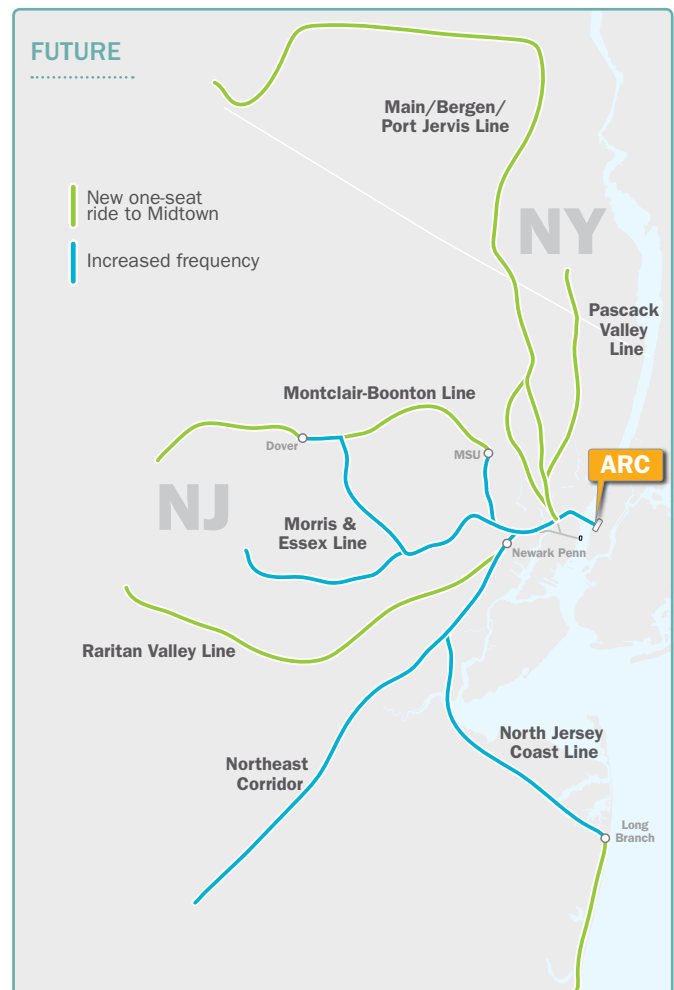 FUTURE
Main/Bergen/
Port Jervis Line
New one-seat
ride to Midtown
Increased frequency
NY
Pascack
Valley
Line
Montclair-Boonton Line
Dover
MSU
ARC
NJ
Morris &
Essex Line
Newark Penn
Raritan Valley Line
North Jersey
Coast Line
Northeast
Corridor
Long
Branch